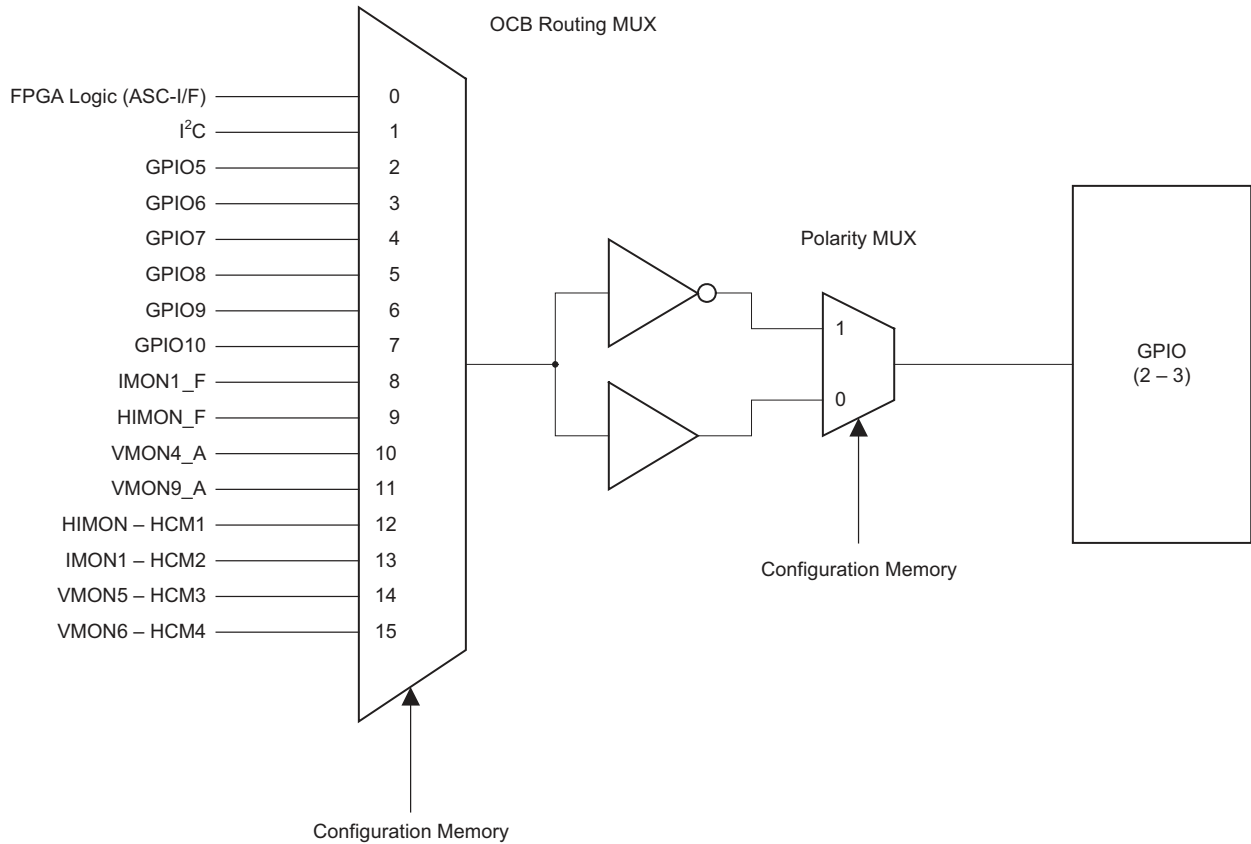 OCB Routing MUX
FPGA Logic (ASC-I/F) 0
I²C 1
GPIO5 2
GPIO6 3
GPIO7 4
GPIO8 5
GPIO9 6
GPIO10 7
IMON1_F 8
HIMON_F 9
VMON4_A 10
VMON9_A 11
HIMON – HCM1 12
IMON1 – HCM2 13
VMON5 – HCM3 14
VMON6 – HCM4 15
Configuration Memory
Polarity MUX
1
0
Configuration Memory
GPIO
(2 – 3)